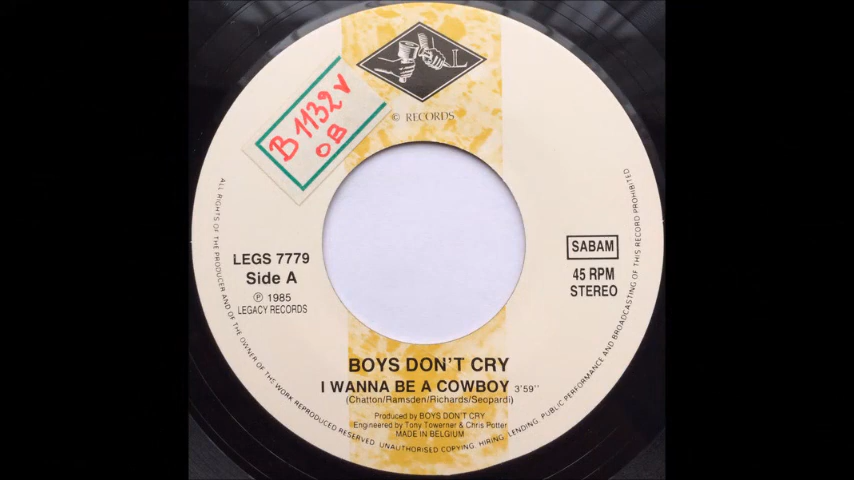 L
© RECORDS
B1132V
OB
LEGS 7779
Side A
℗ 1985
LEGACY RECORDS
SABAM
45 RPM
STEREO
BOYS DON'T CRY
I WANNA BE A COWBOY 3'59''
(Chatton/Ramsden/Richards/Seopardi)
Produced by BOYS DON'T CRY
Engineered by Tony Towerner & Chris Potter
MADE IN BELGIUM
ALL RIGHTS OF THE PRODUCER AND OF THE OWNER OF THE WORK REPRODUCED RESERVED. UNAUTHORISED COPYING, HIRING, LENDING, PUBLIC PERFORMANCE AND BROADCASTING OF THIS RECORD PROHIBITED